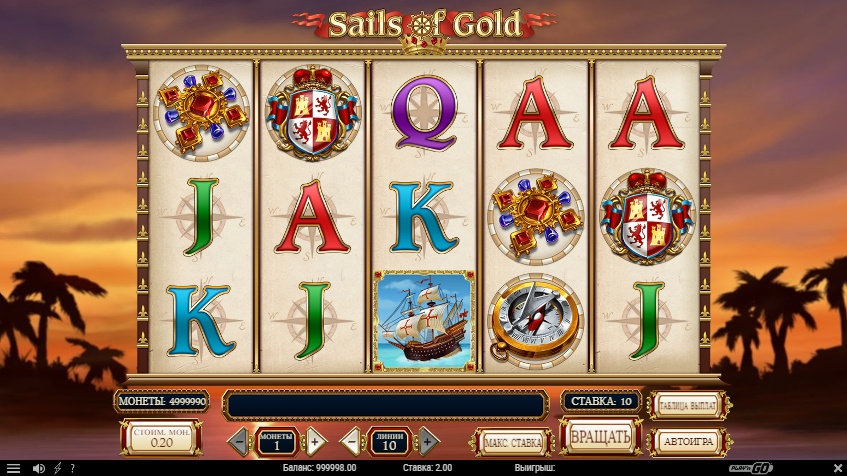 Sails of Gold
Q A A
J A K
K J J
МОНЕТЫ: 4999990
СТАВКА: 10
ТАБЛИЦА ВЫПЛАТ
СТОИМ. МОН.
0.20
МОНЕТЫ
1
ЛИНИИ
10
МАКС СТАВКА
ВРАЩАТЬ
АВТОИГРА
Баланс: 999998.00 Ставка: 2.00 Выигрыш:
PLAY'N GO